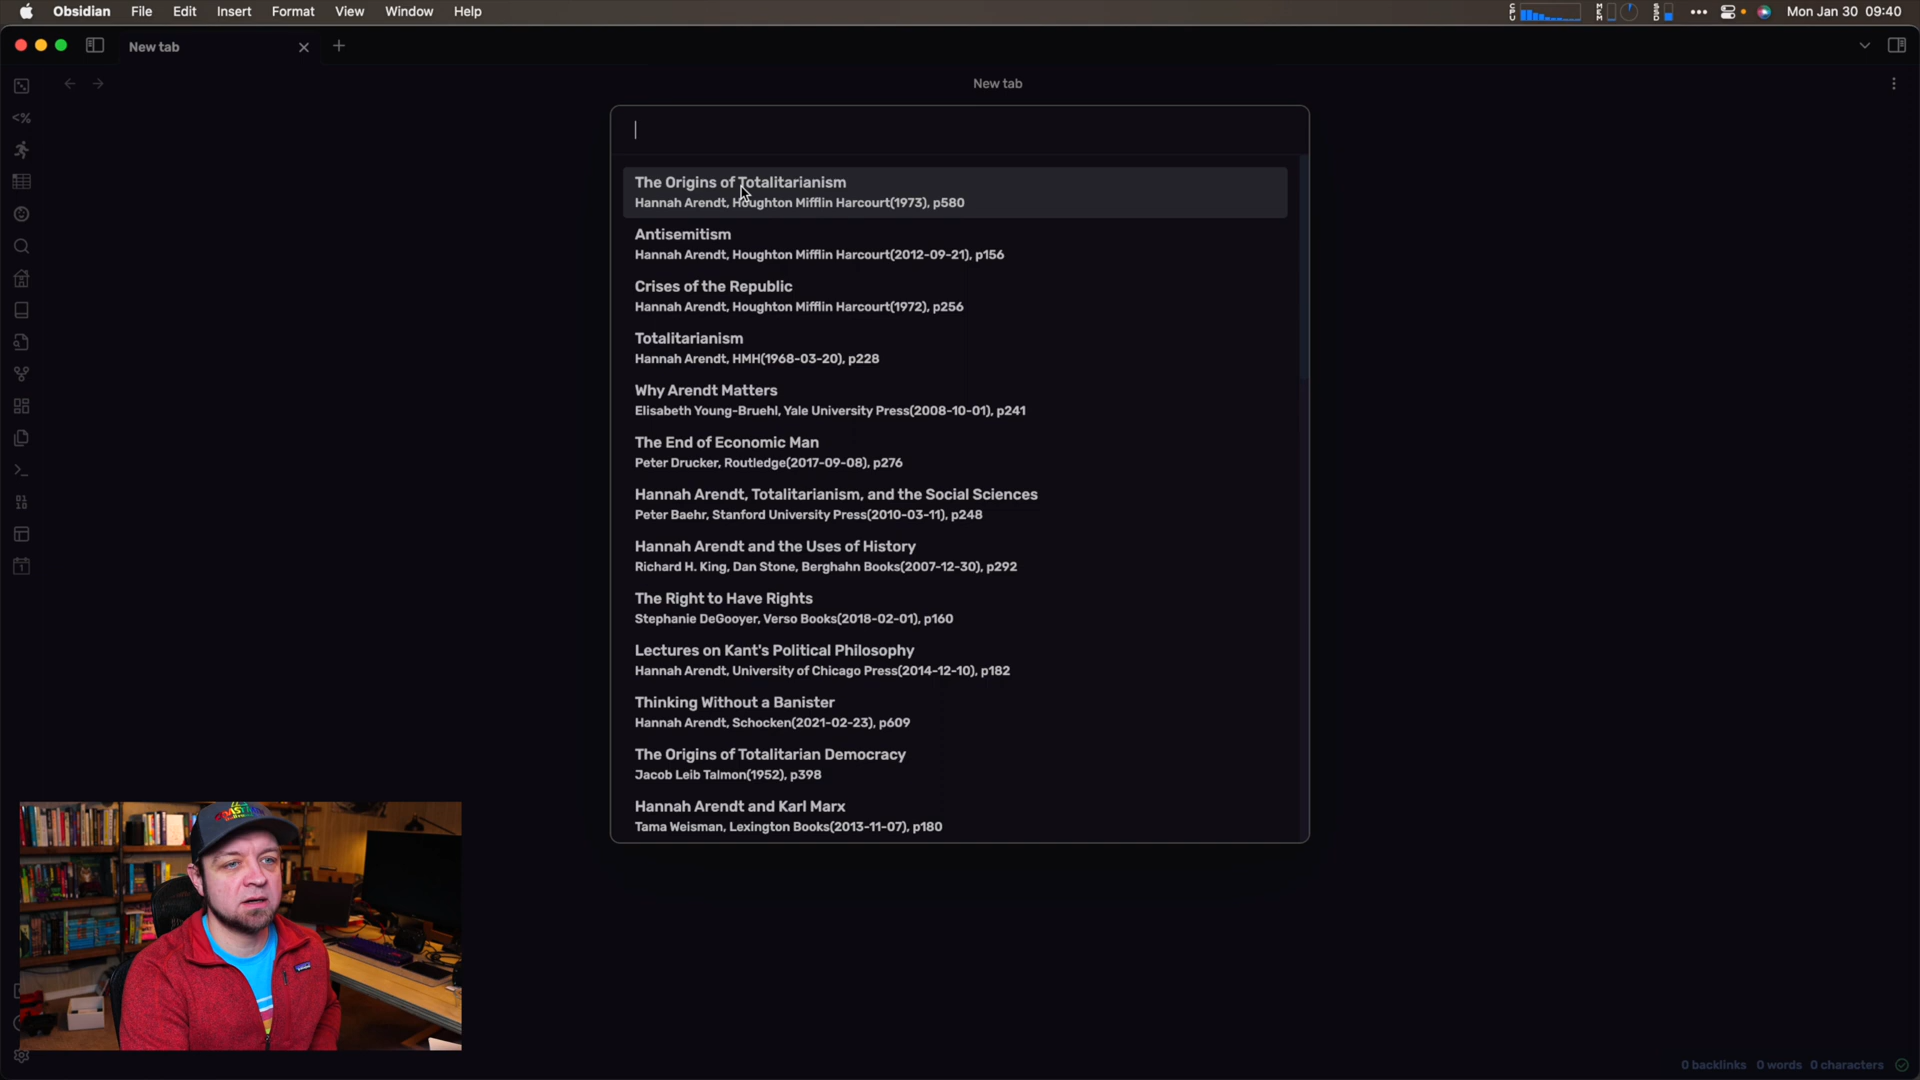 Obsidian File Edit Insert Format View Window Help
CPU MEM SSD Mon Jan 30 09:40
New tab
New tab
The Origins of Totalitarianism
Hannah Arendt, Houghton Mifflin Harcourt(1973), p580
Antisemitism
Hannah Arendt, Houghton Mifflin Harcourt(2012-09-21), p156
Crises of the Republic
Hannah Arendt, Houghton Mifflin Harcourt(1972), p256
Totalitarianism
Hannah Arendt, HMH(1968-03-20), p228
Why Arendt Matters
Elisabeth Young-Bruehl, Yale University Press(2008-10-01), p241
The End of Economic Man
Peter Drucker, Routledge(2017-09-08), p276
Hannah Arendt, Totalitarianism, and the Social Sciences
Peter Baehr, Stanford University Press(2010-03-11), p248
Hannah Arendt and the Uses of History
Richard H. King, Dan Stone, Berghahn Books(2007-12-30), p292
The Right to Have Rights
Stephanie DeGooyer, Verso Books(2018-02-01), p160
Lectures on Kant's Political Philosophy
Hannah Arendt, University of Chicago Press(2014-12-10), p182
Thinking Without a Banister
Hannah Arendt, Schocken(2021-02-23), p609
The Origins of Totalitarian Democracy
Jacob Leib Talmon(1952), p398
Hannah Arendt and Karl Marx
Tama Weisman, Lexington Books(2013-11-07), p180
0 backlinks 0 words 0 characters